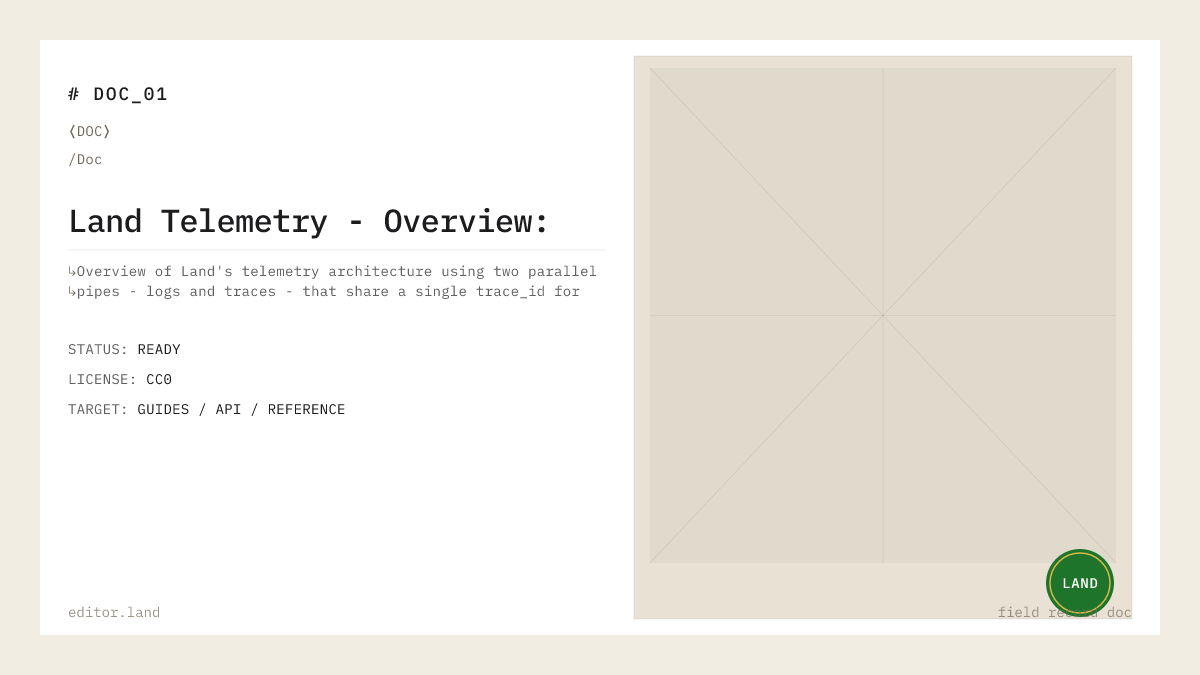 # DOC_01
⟨DOC⟩
/Doc
Land Telemetry - Overview:
↳Overview of Land's telemetry architecture using two parallel
↳pipes - logs and traces - that share a single trace_id for
STATUS: READY
LICENSE: CC0
TARGET: GUIDES / API / REFERENCE
LAND
editor.land
field record doc